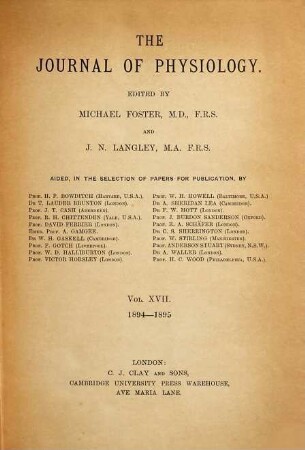 THE
JOURNAL OF PHYSIOLOGY.
EDITED BY
MICHAEL FOSTER, M.D., F.R.S.
AND
J. N. LANGLEY, M.A. F.R.S.
AIDED, IN THE SELECTION OF PAPERS FOR PUBLICATION, BY
PROF. H. P. BOWDITCH (HARVARD, U.S.A.).
DR T. LAUDER BRUNTON (LONDON).
PROF. J. T. CASH (ABERDEEN).
PROF. R. H. CHITTENDEN (YALE, U.S.A.).
PROF. DAVID FERRIER (LONDON).
EMER. PROF. A. GAMGEE.
DR W. H. GASKELL (CAMBRIDGE).
PROF. F. GOTCH (LIVERPOOL).
PROF. W. D. HALLIBURTON (LONDON).
PROF. VICTOR HORSLEY (LONDON).
PROF. W. H. HOWELL (BALTIMORE, U.S.A.).
DR A. SHERIDAN LEA (CAMBRIDGE).
DR F. W. MOTT (LONDON).
PROF. J. BURDON SANDERSON (OXFORD).
PROF. E. A. SCHÄFER (LONDON).
DR C. S. SHERRINGTON (LONDON).
PROF. W. STIRLING (MANCHESTER).
PROF. ANDERSON STUART (SYDNEY, N.S.W.).
DR A. WALLER (LONDON).
PROF. H. C. WOOD (PHILADELPHIA, U.S.A.).
VOL. XVII.
1894—1895
LONDON:
C. J. CLAY AND SONS,
CAMBRIDGE UNIVERSITY PRESS WAREHOUSE,
AVE MARIA LANE.